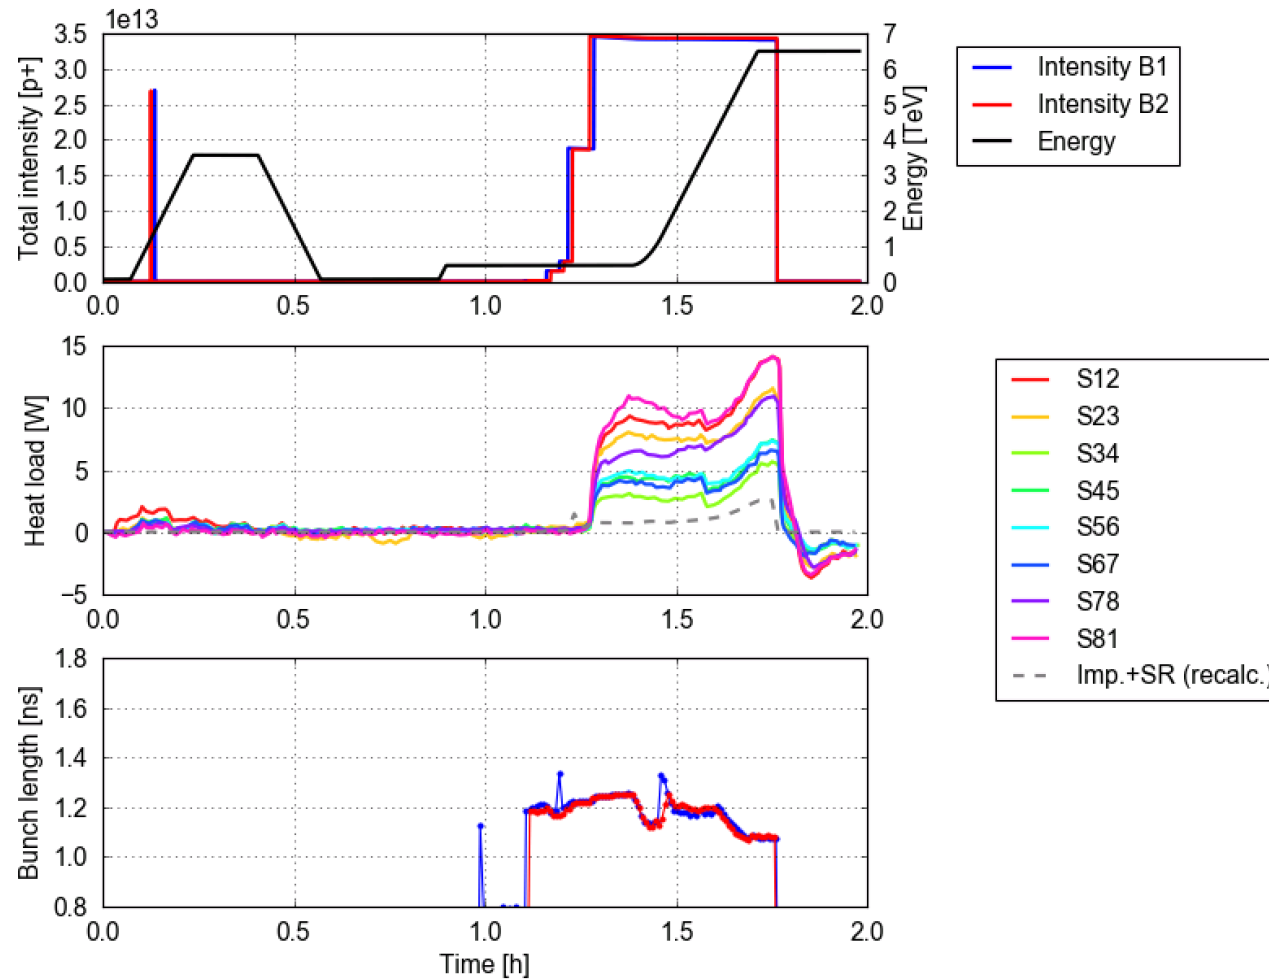 1e13
Total intensity [p+]
3.5
3.0
2.5
2.0
1.5
1.0
0.5
0.0
7
6
5
4
3
2
1
0
Energy [TeV]
0.0 0.5 1.0 1.5 2.0
Intensity B1
Intensity B2
Energy
Heat load [W]
15
10
5
0
−5
0.0 0.5 1.0 1.5 2.0
S12
S23
S34
S45
S56
S67
S78
S81
Imp.+SR (recalc.)
Bunch length [ns]
1.8
1.6
1.4
1.2
1.0
0.8
0.0 0.5 1.0 1.5 2.0
Time [h]